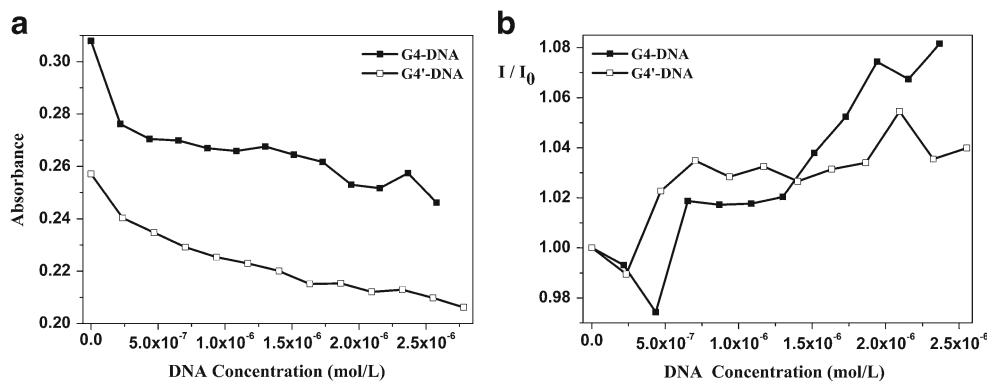 a
Absorbance
0.30
0.28
0.26
0.24
0.22
0.20
G4-DNA
G4'-DNA
0.0 5.0x10⁻⁷ 1.0x10⁻⁶ 1.5x10⁻⁶ 2.0x10⁻⁶ 2.5x10⁻⁶
DNA Concentration (mol/L)
b
I / I₀
1.08
1.06
1.04
1.02
1.00
0.98
G4-DNA
G4'-DNA
0.0 5.0x10⁻⁷ 1.0x10⁻⁶ 1.5x10⁻⁶ 2.0x10⁻⁶ 2.5x10⁻⁶
DNA Concentration (mol/L)